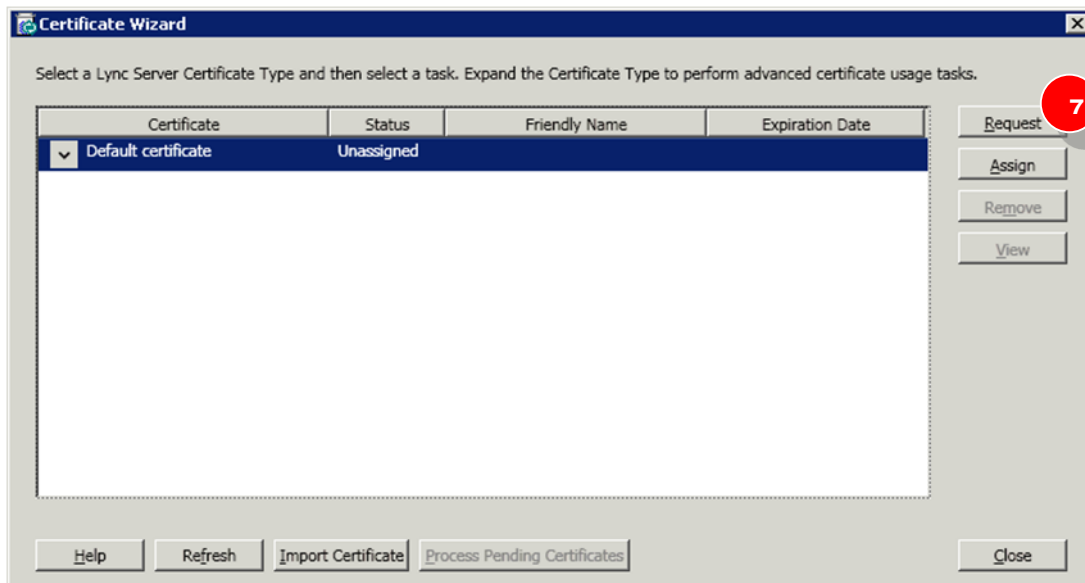 Certificate Wizard
Select a Lync Server Certificate Type and then select a task. Expand the Certificate Type to perform advanced certificate usage tasks.
Certificate Status Friendly Name Expiration Date
Default certificate Unassigned
Request 7
Assign
Remove
View
Help Refresh Import Certificate Process Pending Certificates Close